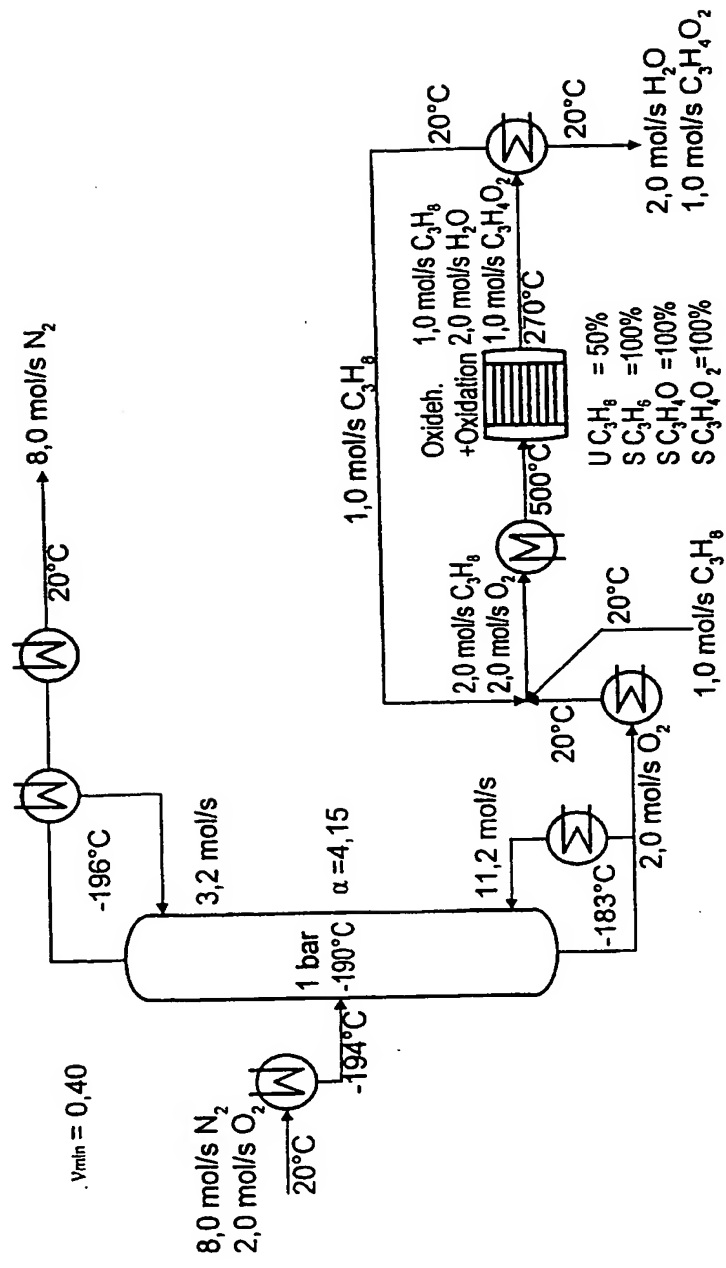 νmin = 0,40
8,0 mol/s N₂
2,0 mol/s O₂
20°C
-194°C
1 bar
-190°C
-196°C
3,2 mol/s
α =4,15
11,2 mol/s
-183°C
2,0 mol/s O₂
20°C
8,0 mol/s N₂
20°C
20°C
1,0 mol/s C₃H₈
2,0 mol/s C₃H₈
2,0 mol/s O₂
1,0 mol/s C₃H₈
500°C
Oxideh.
+Oxidation
270°C
U C₃H₈ = 50%
S C₃H₆ =100%
S C₃H₄O =100%
S C₃H₄O₂=100%
1,0 mol/s C₃H₈
2,0 mol/s H₂O
1,0 mol/s C₃H₄O₂
20°C
20°C
2,0 mol/s H₂O
1,0 mol/s C₃H₄O₂